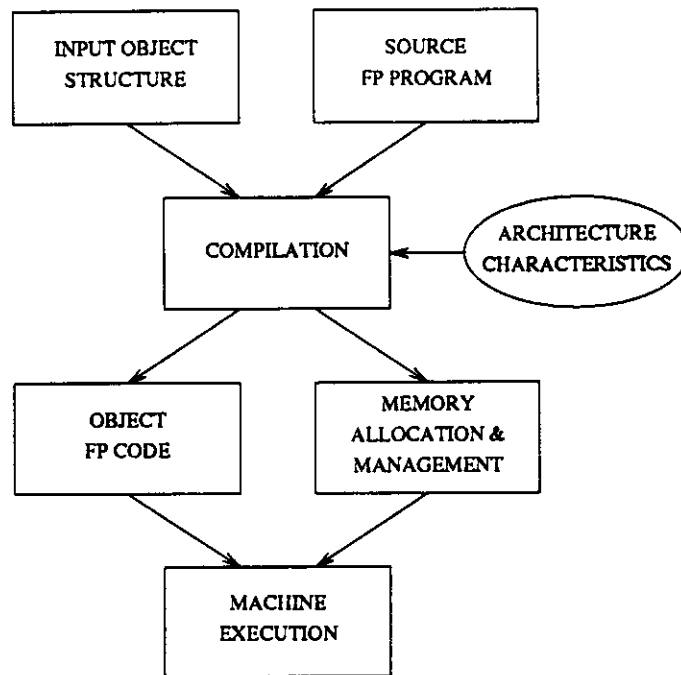 INPUT OBJECT
STRUCTURE
SOURCE
FP PROGRAM
COMPILATION
ARCHITECTURE
CHARACTERISTICS
OBJECT
FP CODE
MEMORY
ALLOCATION &
MANAGEMENT
MACHINE
EXECUTION